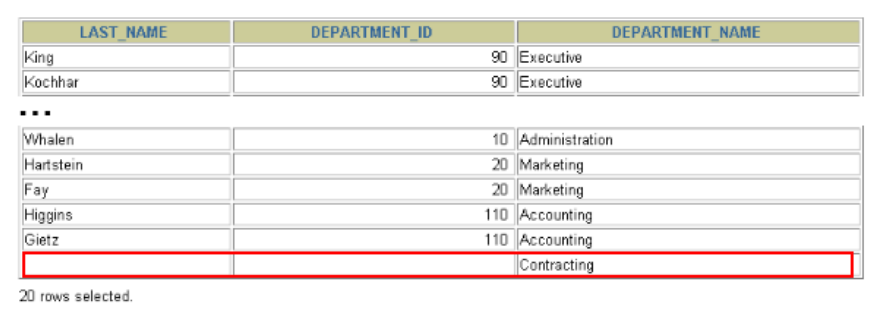 LAST_NAME DEPARTMENT_ID DEPARTMENT_NAME
King 90 Executive
Kochhar 90 Executive
...
Whalen 10 Administration
Hartstein 20 Marketing
Fay 20 Marketing
Higgins 110 Accounting
Gietz 110 Accounting
Contracting
20 rows selected.